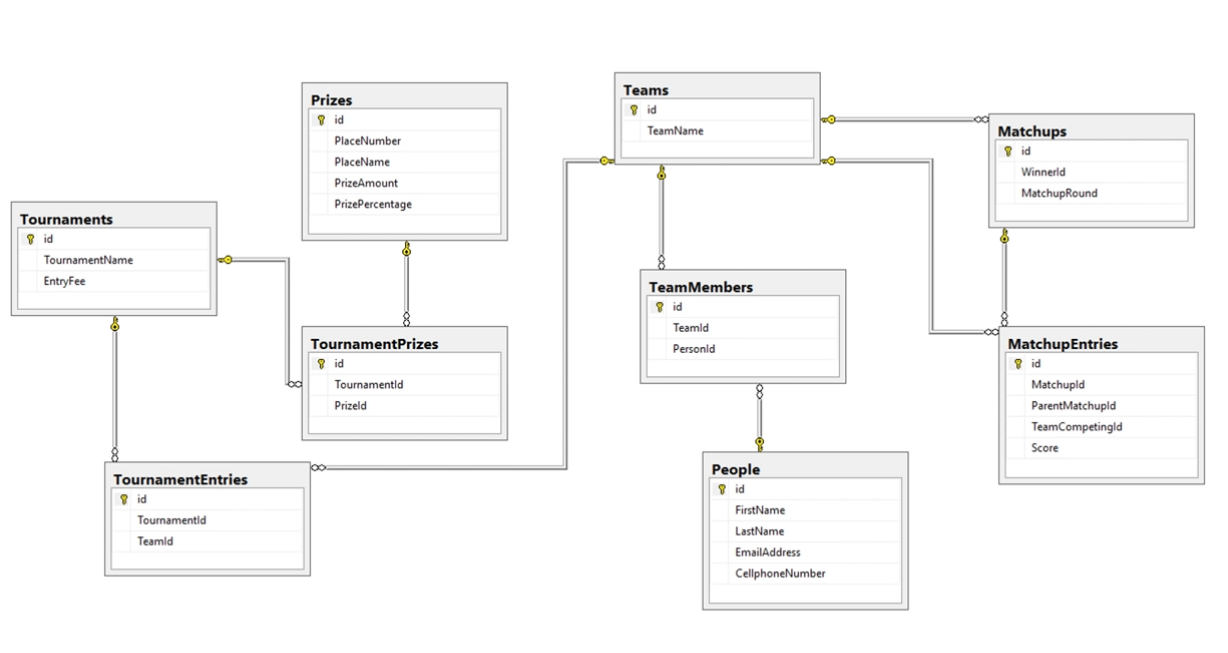 Prizes
id
PlaceNumber
PlaceName
PrizeAmount
PrizePercentage
Teams
id
TeamName
Matchups
id
WinnerId
MatchupRound
Tournaments
id
TournamentName
EntryFee
TeamMembers
id
TeamId
PersonId
TournamentPrizes
id
TournamentId
PrizeId
MatchupEntries
id
MatchupId
ParentMatchupId
TeamCompetingId
Score
TournamentEntries
id
TournamentId
TeamId
People
id
FirstName
LastName
EmailAddress
CellphoneNumber